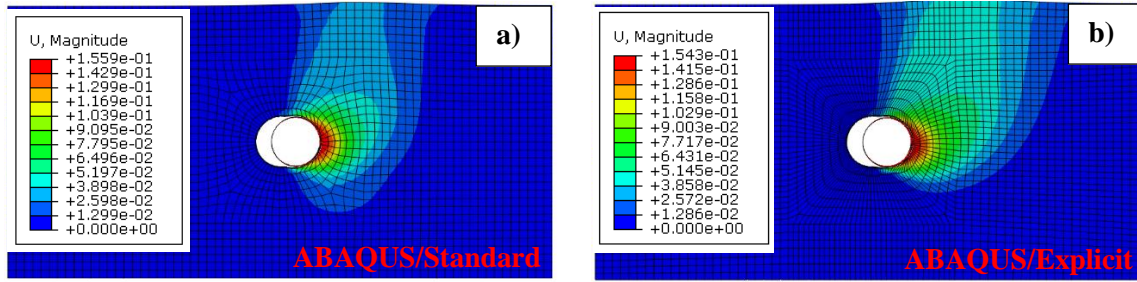 a)
U, Magnitude
+1.559e-01
+1.429e-01
+1.299e-01
+1.169e-01
+1.039e-01
+9.095e-02
+7.795e-02
+6.496e-02
+5.197e-02
+3.898e-02
+2.598e-02
+1.299e-02
+0.000e+00
ABAQUS/Standard
b)
U, Magnitude
+1.543e-01
+1.415e-01
+1.286e-01
+1.158e-01
+1.029e-01
+9.003e-02
+7.717e-02
+6.431e-02
+5.145e-02
+3.858e-02
+2.572e-02
+1.286e-02
+0.000e+00
ABAQUS/Explicit